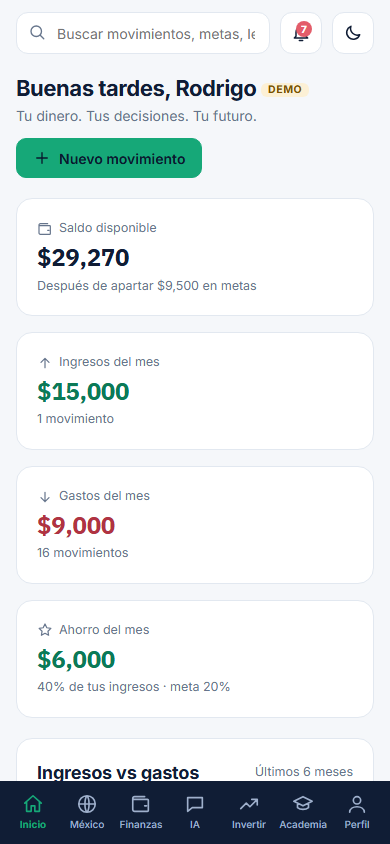 Buscar movimientos, metas, le
7
Buenas tardes, Rodrigo DEMO
Tu dinero. Tus decisiones. Tu futuro.
+ Nuevo movimiento
Saldo disponible
$29,270
Después de apartar $9,500 en metas
Ingresos del mes
$15,000
1 movimiento
Gastos del mes
$9,000
16 movimientos
Ahorro del mes
$6,000
40% de tus ingresos · meta 20%
Ingresos vs gastos Últimos 6 meses
Inicio México Finanzas IA Invertir Academia Perfil